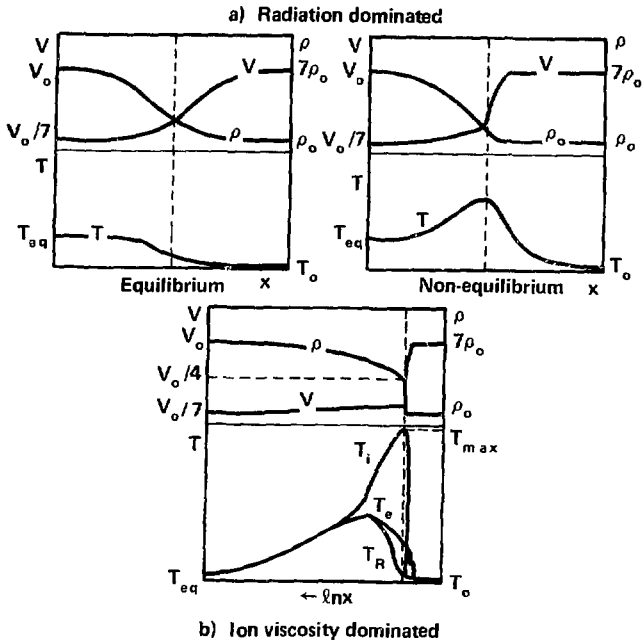 a) Radiation dominated
V ρ V ρ
V₀ V 7ρ₀ V₀ V 7ρ₀
V₀/7 ρ ρ₀ V₀/7 ρ₀ ρ₀
T T
T_eq T T₀ T_eq T T₀
Equilibrium x Non-equilibrium x
V ρ
V₀ ρ 7ρ₀
V₀/4
V₀/7 V ρ₀
T T_i T_max
T_e
T_R
T_eq T₀
← ℓnx
b) Ion viscosity dominated